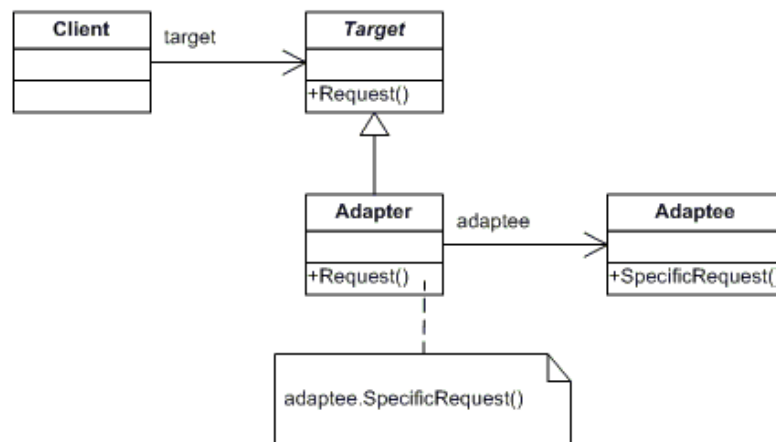 Client
target
Target
+Request()
Adapter
adaptee
Adaptee
+Request()
+SpecificRequest()
adaptee.SpecificRequest()